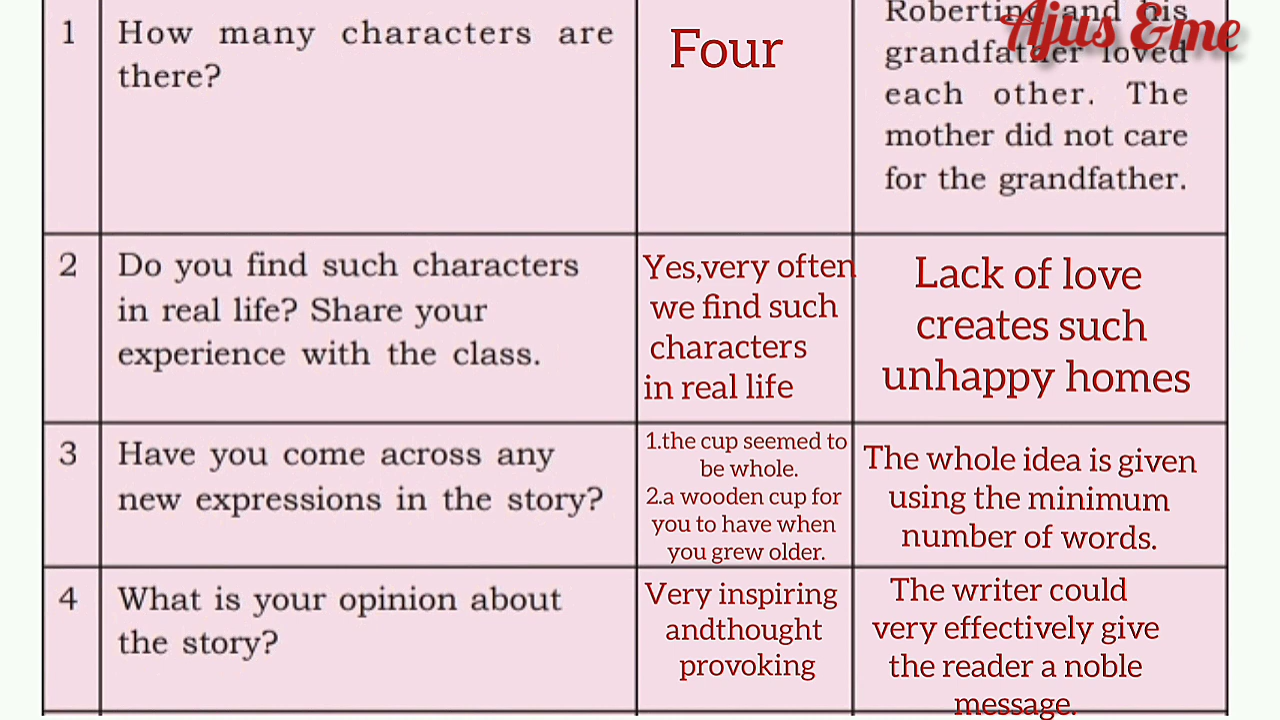 1
How many characters are
there?
Four
Robertino and his
grandfather loved
each other. The
mother did not care
for the grandfather.
Ajus &me
2
Do you find such characters
in real life? Share your
experience with the class.
Yes,very often
we find such
characters
in real life
Lack of love
creates such
unhappy homes
3
Have you come across any
new expressions in the story?
1.the cup seemed to
be whole.
2.a wooden cup for
you to have when
you grew older.
The whole idea is given
using the minimum
number of words.
4
What is your opinion about
the story?
Very inspiring
andthought
provoking
The writer could
very effectively give
the reader a noble
message.